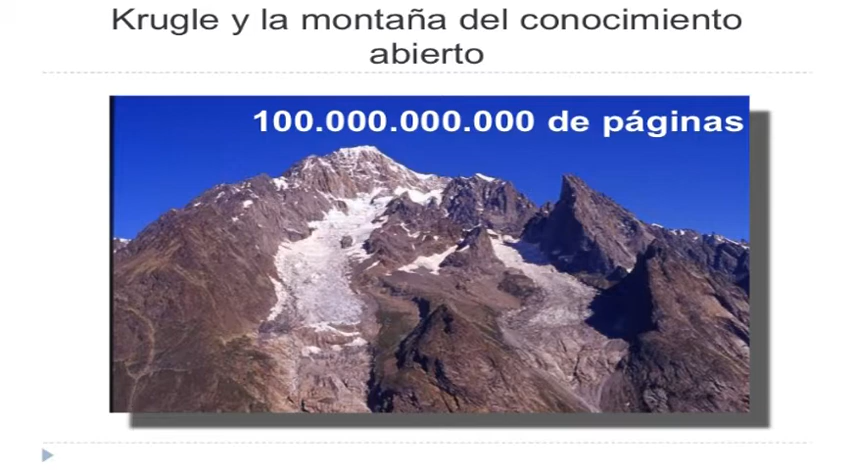 Krugle y la montaña del conocimiento
abierto
100.000.000.000 de páginas